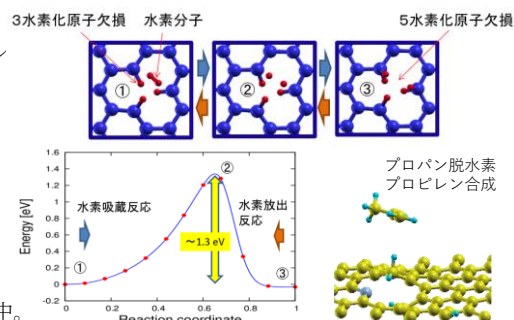 3水素化原子欠損 水素分子 5水素化原子欠損
ン
① ② ③
プロパン脱水素
プロピレン合成
Energy [eV]
1.6
1.4
1.2
1
0.8
0.6
0.4
0.2
0
-0.2
②
水素吸蔵反応
水素放出
反応
~1.3 eV
①
③
0 0.2 0.4 0.6 0.8 1
Reaction coordinate
中。